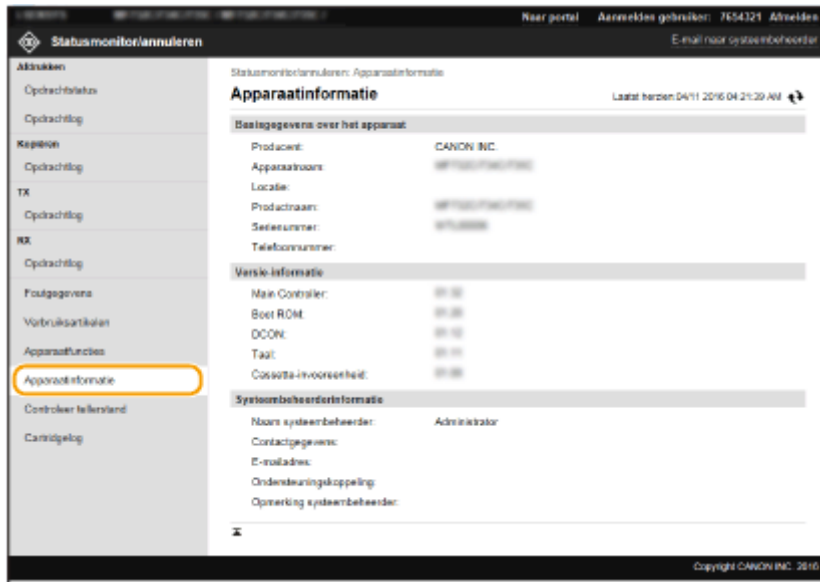 Naar portal Aanmelden gebruiker: 7654321 Afmelden
Statusmonitor/annuleren
E-mail naar systeembeheerder
Afdrukken
Opdrachtstatus
Opdrachtlog
Kopiëren
Opdrachtlog
TX
Opdrachtlog
RX
Opdrachtlog
Foutgegevens
Verbruiksartikelen
Apparaatfuncties
Apparaatinformatie
Controleer tellerstand
Cartridgelog
Statusmonitor/annuleren: Apparaatinformatie
Apparaatinformatie
Laatst herzien:04/11 2016 04:21:39 AM
Basisgegevens over het apparaat
Producent: CANON INC.
Apparaatnaam:
Locatie:
Productnaam:
Serienummer:
Telefoonnummer:
Versie-informatie
Main Controller:
Boot ROM:
DCON:
Taal:
Cassette-invoereenheid:
Systeembeheerderinformatie
Naam systeembeheerder: Administrator
Contactgegevens:
E-mailadres:
Ondersteuningskoppeling:
Opmerking systeembeheerder:
Copyright CANON INC. 2016